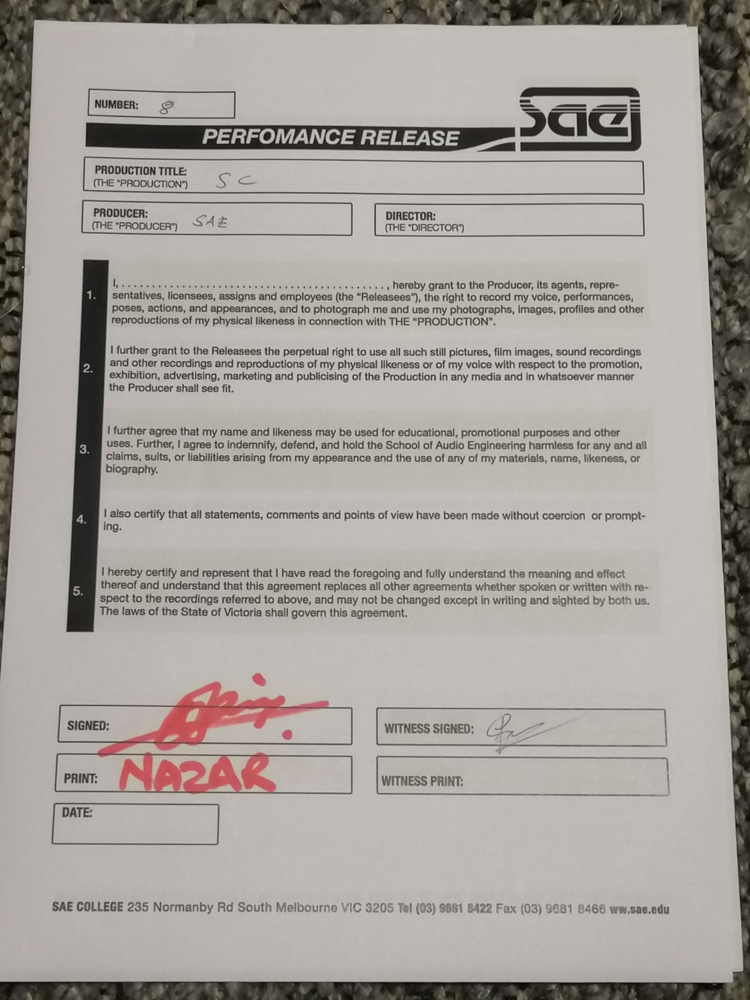 NUMBER: 8
sae
PERFOMANCE RELEASE
PRODUCTION TITLE:
(THE "PRODUCTION") SC
PRODUCER:
(THE "PRODUCER") SAE
DIRECTOR:
(THE "DIRECTOR")
1.
I, . . . . . . . . . . . . . . . . . . . . . . . . . . . . . . . . . . . . . . . . . . . ., hereby grant to the Producer, its agents, repre-
sentatives, licensees, assigns and employees (the “Releasees”), the right to record my voice, performances,
poses, actions, and appearances, and to photograph me and use my photographs, images, profiles and other
reproductions of my physical likeness in connection with THE “PRODUCTION”.
2.
I further grant to the Releasees the perpetual right to use all such still pictures, film images, sound recordings
and other recordings and reproductions of my physical likeness or of my voice with respect to the promotion,
exhibition, advertising, marketing and publicising of the Production in any media and in whatsoever manner
the Producer shall see fit.
3.
I further agree that my name and likeness may be used for educational, promotional purposes and other
uses. Further, I agree to indemnify, defend, and hold the School of Audio Engineering harmless for any and all
claims, suits, or liabilities arising from my appearance and the use of any of my materials, name, likeness, or
biography.
4.
I also certify that all statements, comments and points of view have been made without coercion or prompt-
ing.
5.
I hereby certify and represent that I have read the foregoing and fully understand the meaning and effect
thereof and understand that this agreement replaces all other agreements whether spoken or written with re-
spect to the recordings referred to above, and may not be changed except in writing and sighted by both us.
The laws of the State of Victoria shall govern this agreement.
SIGNED:
WITNESS SIGNED:
PRINT: NAZAR
WITNESS PRINT:
DATE:
SAE COLLEGE 235 Normanby Rd South Melbourne VIC 3205 Tel (03) 9681 8422 Fax (03) 9681 8466 ww.sae.edu